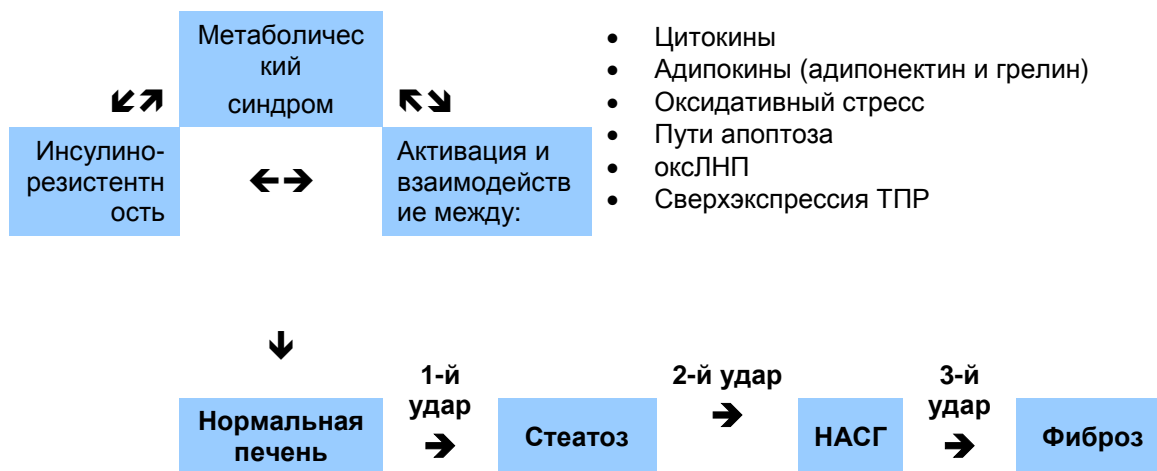 Метаболичес
кий
синдром
Инсулино-
резистентн
ость
Активация и
взаимодейств
ие между:
• Цитокины
• Адипокины (адипонектин и грелин)
• Оксидативный стресс
• Пути апоптоза
• оксЛНП
• Сверхэкспрессия ТПР
Нормальная
печень
1-й
удар
Стеатоз
2-й удар
НАСГ
3-й
удар
Фиброз